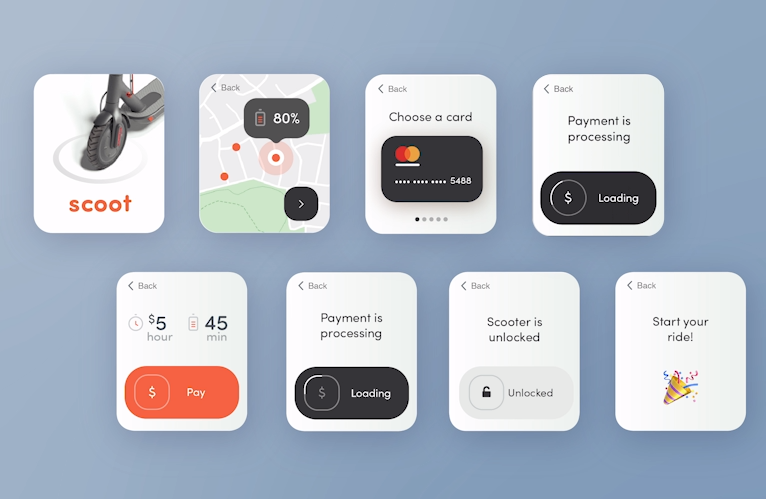 scoot
Back
80%
Back
Choose a card
•••• •••• •••• 5488
Back
Payment is
processing
$ Loading
Back
$5
hour
45
min
$ Pay
Back
Payment is
processing
$ Loading
Back
Scooter is
unlocked
Unlocked
Back
Start your
ride!